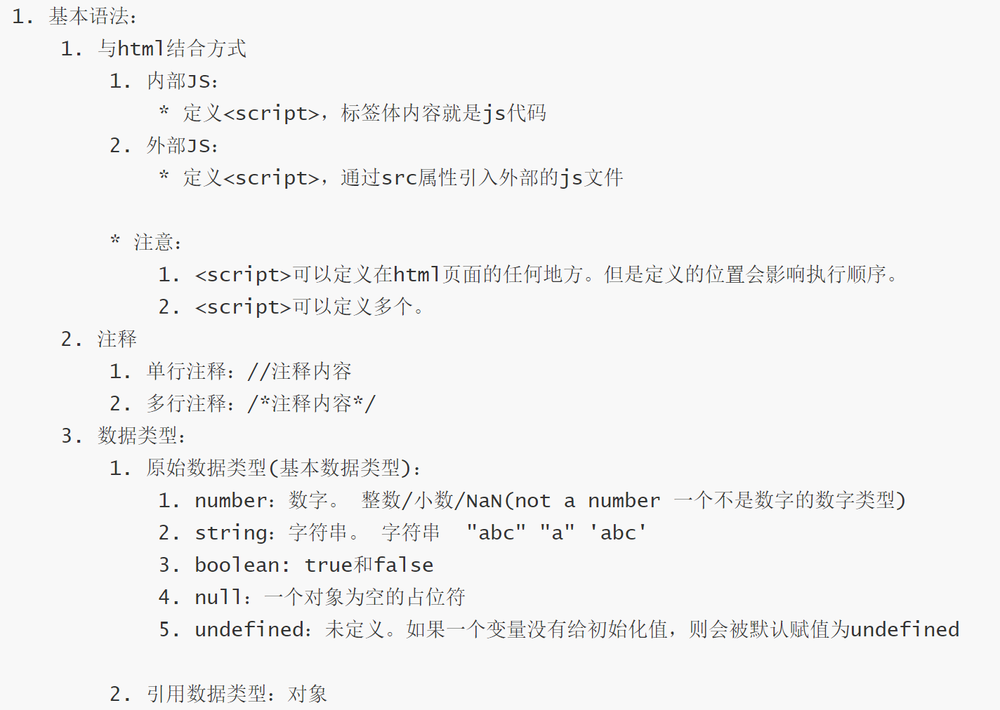 1. 基本语法：
1. 与html结合方式
1. 内部JS：
* 定义<script>，标签体内容就是js代码
2. 外部JS：
* 定义<script>，通过src属性引入外部的js文件
* 注意：
1. <script>可以定义在html页面的任何地方。但是定义的位置会影响执行顺序。
2. <script>可以定义多个。
2. 注释
1. 单行注释：//注释内容
2. 多行注释：/*注释内容*/
3. 数据类型：
1. 原始数据类型(基本数据类型)：
1. number：数字。 整数/小数/NaN(not a number 一个不是数字的数字类型)
2. string：字符串。 字符串  "abc" "a" 'abc'
3. boolean: true和false
4. null：一个对象为空的占位符
5. undefined：未定义。如果一个变量没有给初始化值，则会被默认赋值为undefined
2. 引用数据类型：对象